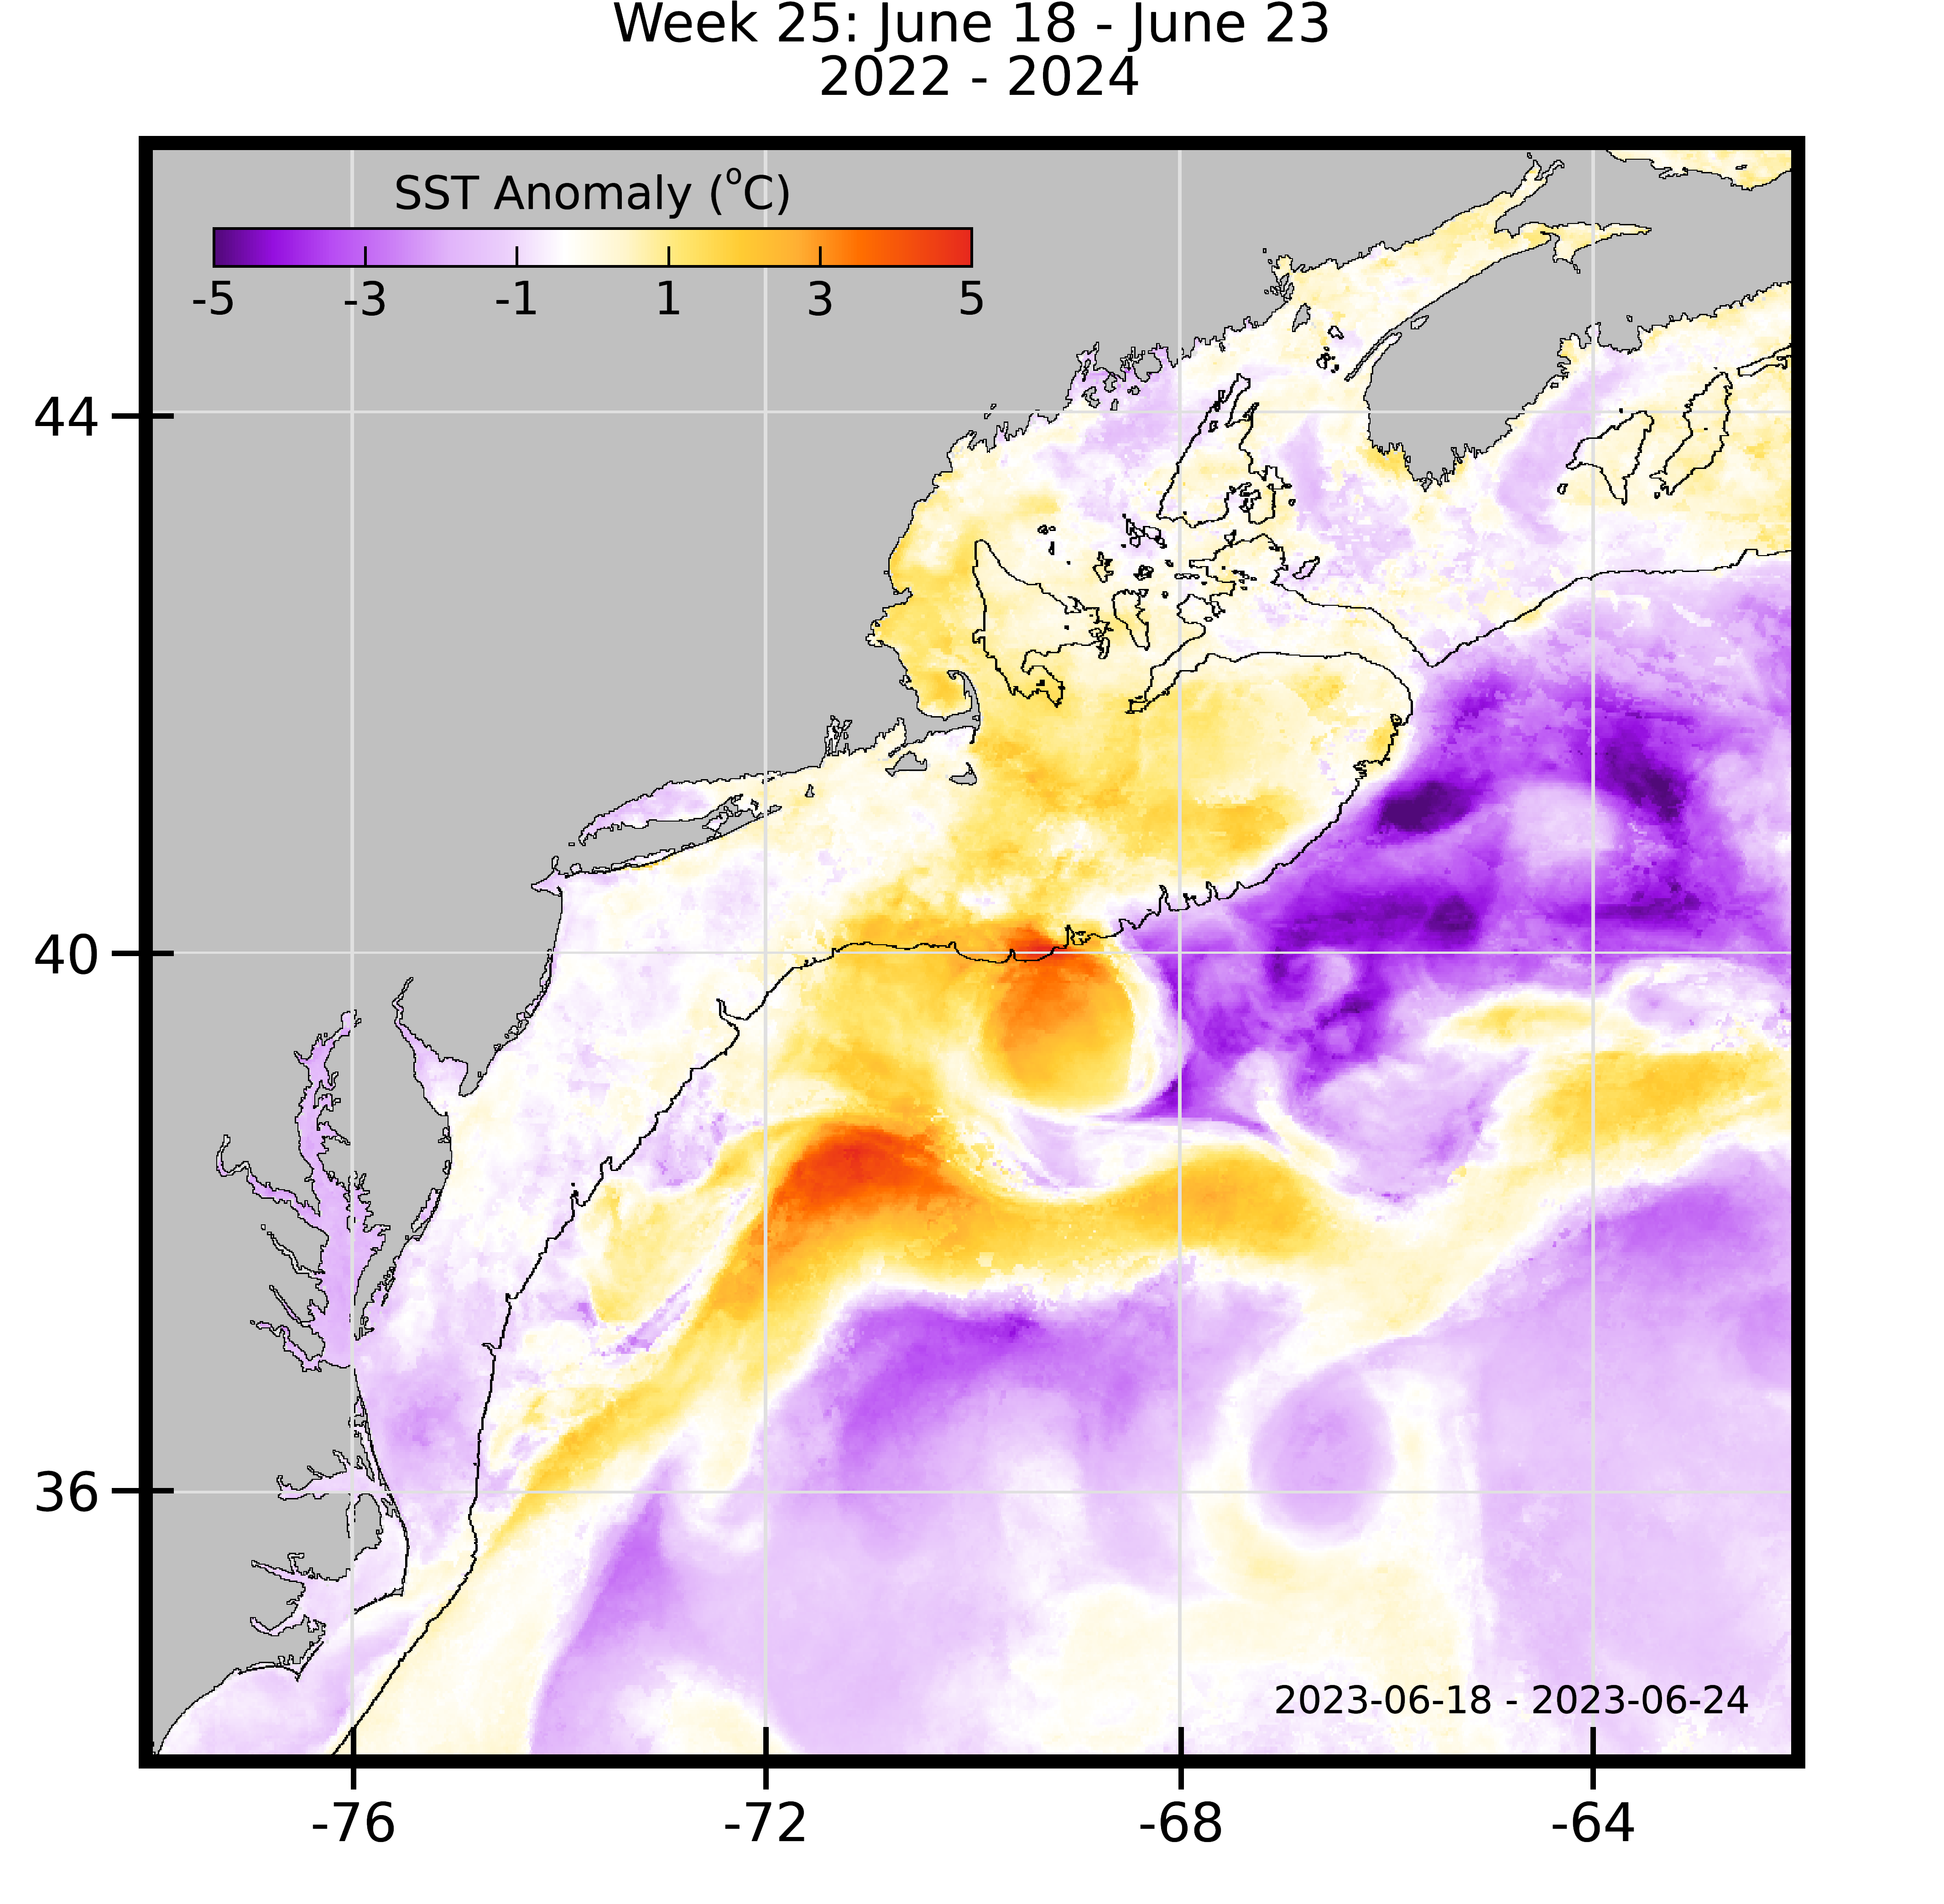 Week 25: June 18 - June 23
2022 - 2024
SST Anomaly (°C)
-5 -3 -1 1 3 5
44
40
36
2023-06-18 - 2023-06-24
-76 -72 -68 -64